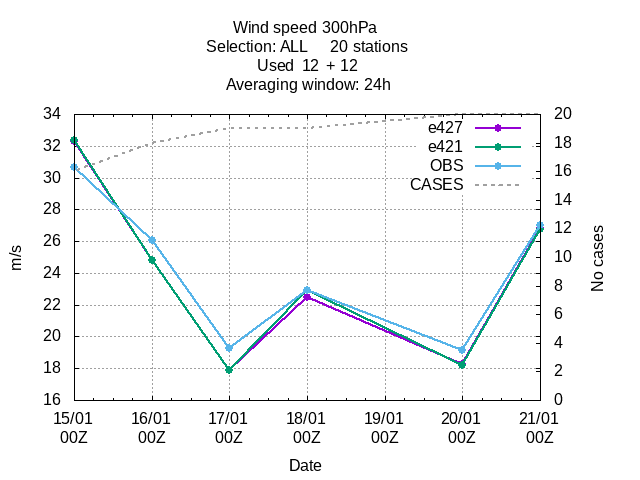 Wind speed 300hPa
Selection: ALL     20 stations
Used  12  + 12
Averaging window: 24h
34
32
30
28
26
24
22
20
18
16
m/s
20
18
16
14
12
10
8
6
4
2
0
No cases
e427
e421
OBS
CASES
15/01 16/01 17/01 18/01 19/01 20/01 21/01
00Z 00Z 00Z 00Z 00Z 00Z 00Z
Date